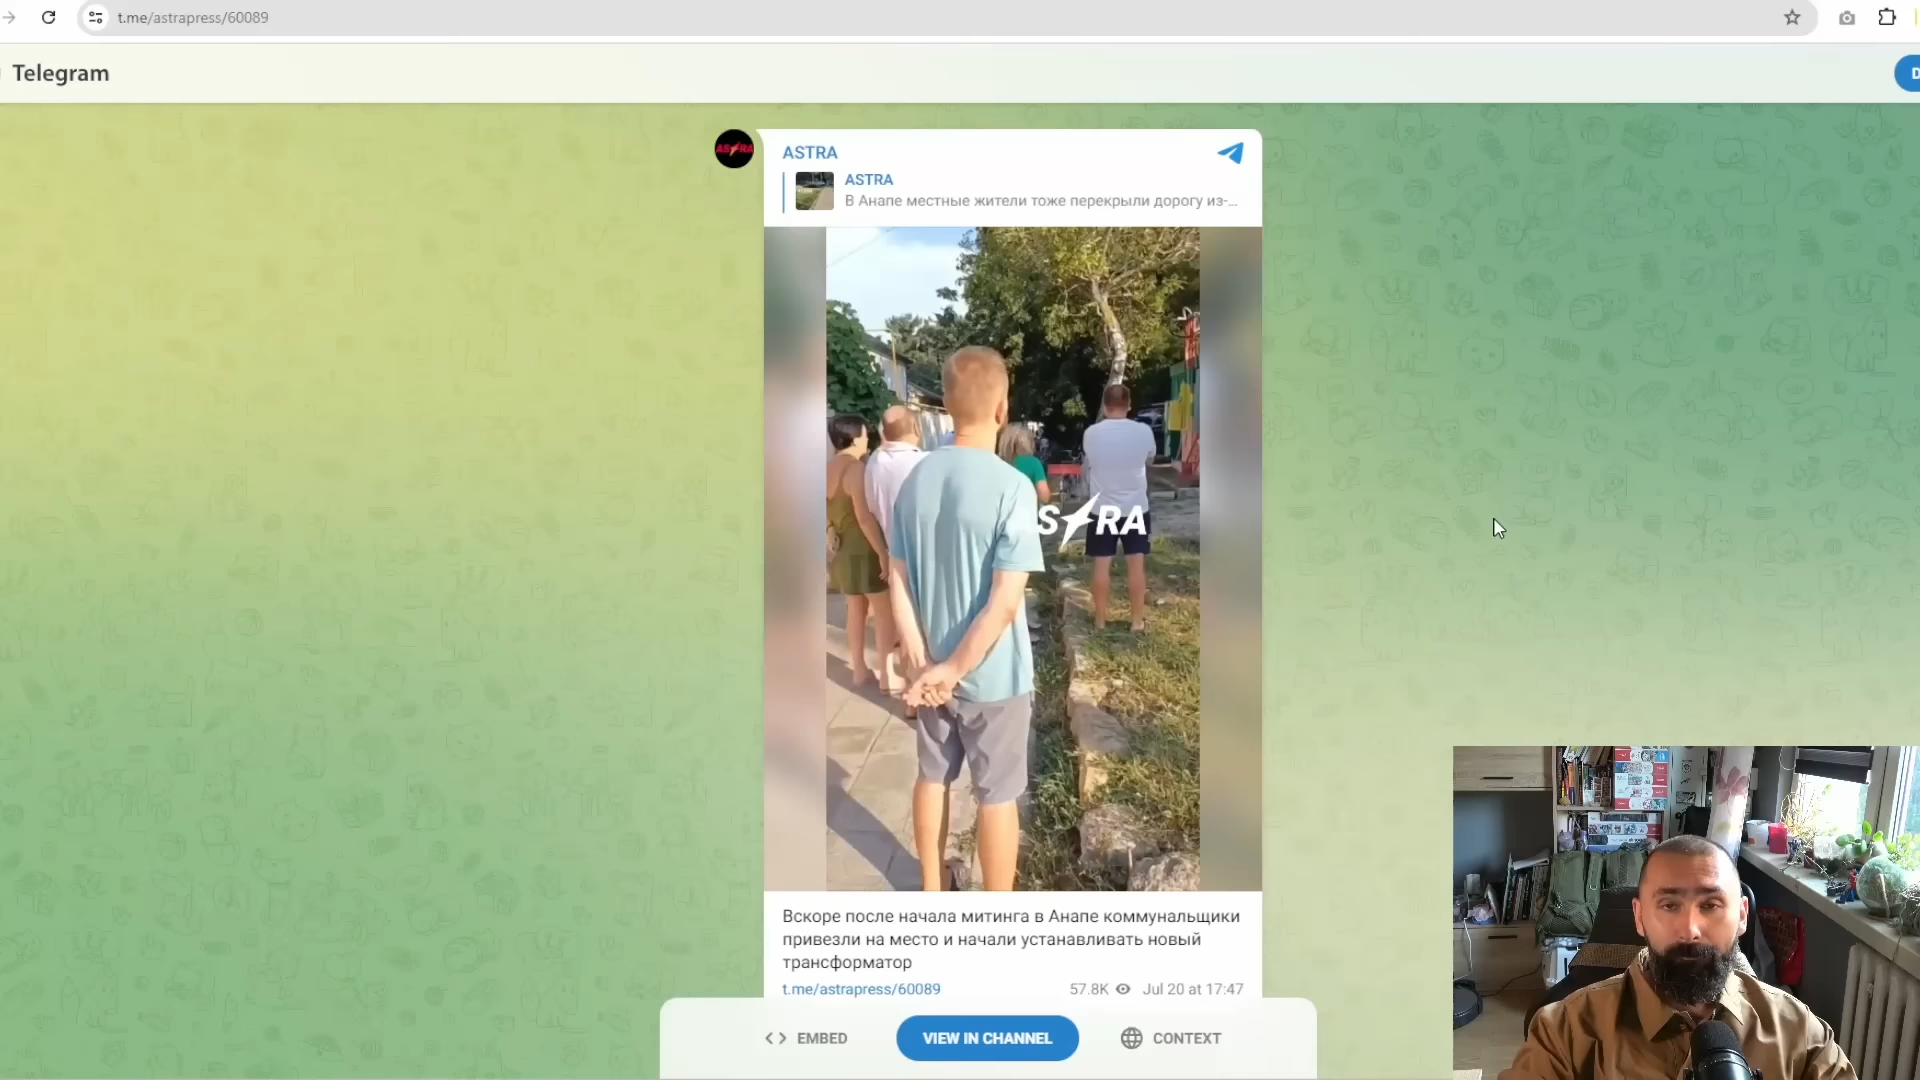 t.me/astrapress/60089
Telegram
ASTRA
ASTRA
ASTRA
В Анапе местные жители тоже перекрыли дорогу из-...
ASTRA
Вскоре после начала митинга в Анапе коммунальщики
привезли на место и начали устанавливать новый
трансформатор
t.me/astrapress/60089
57.8K
Jul 20 at 17:47
EMBED
VIEW IN CHANNEL
CONTEXT